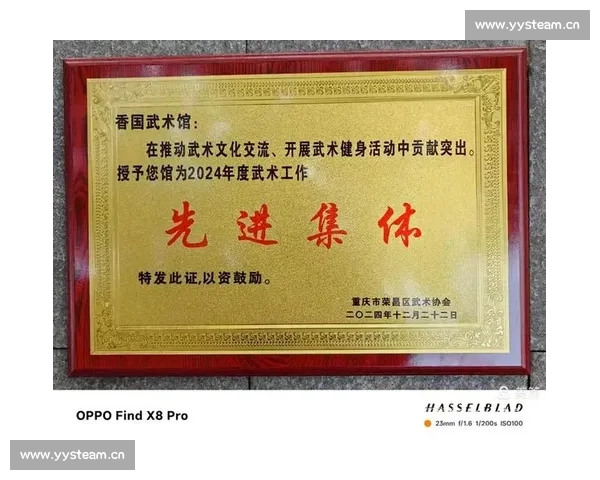 www.yysteam.cn
香国武术馆：
在推动武术文化交流、开展武术健身活动中贡献突出。
授予您馆为2024年度武术工作
先进集体
特发此证，以资鼓励。
重庆市荣昌区武术协会
二〇二四年十二月二十二日
OPPO Find X8 Pro
HASSELBLAD
23mm f/1.6 1/200s ISO100
www.yysteam.cn